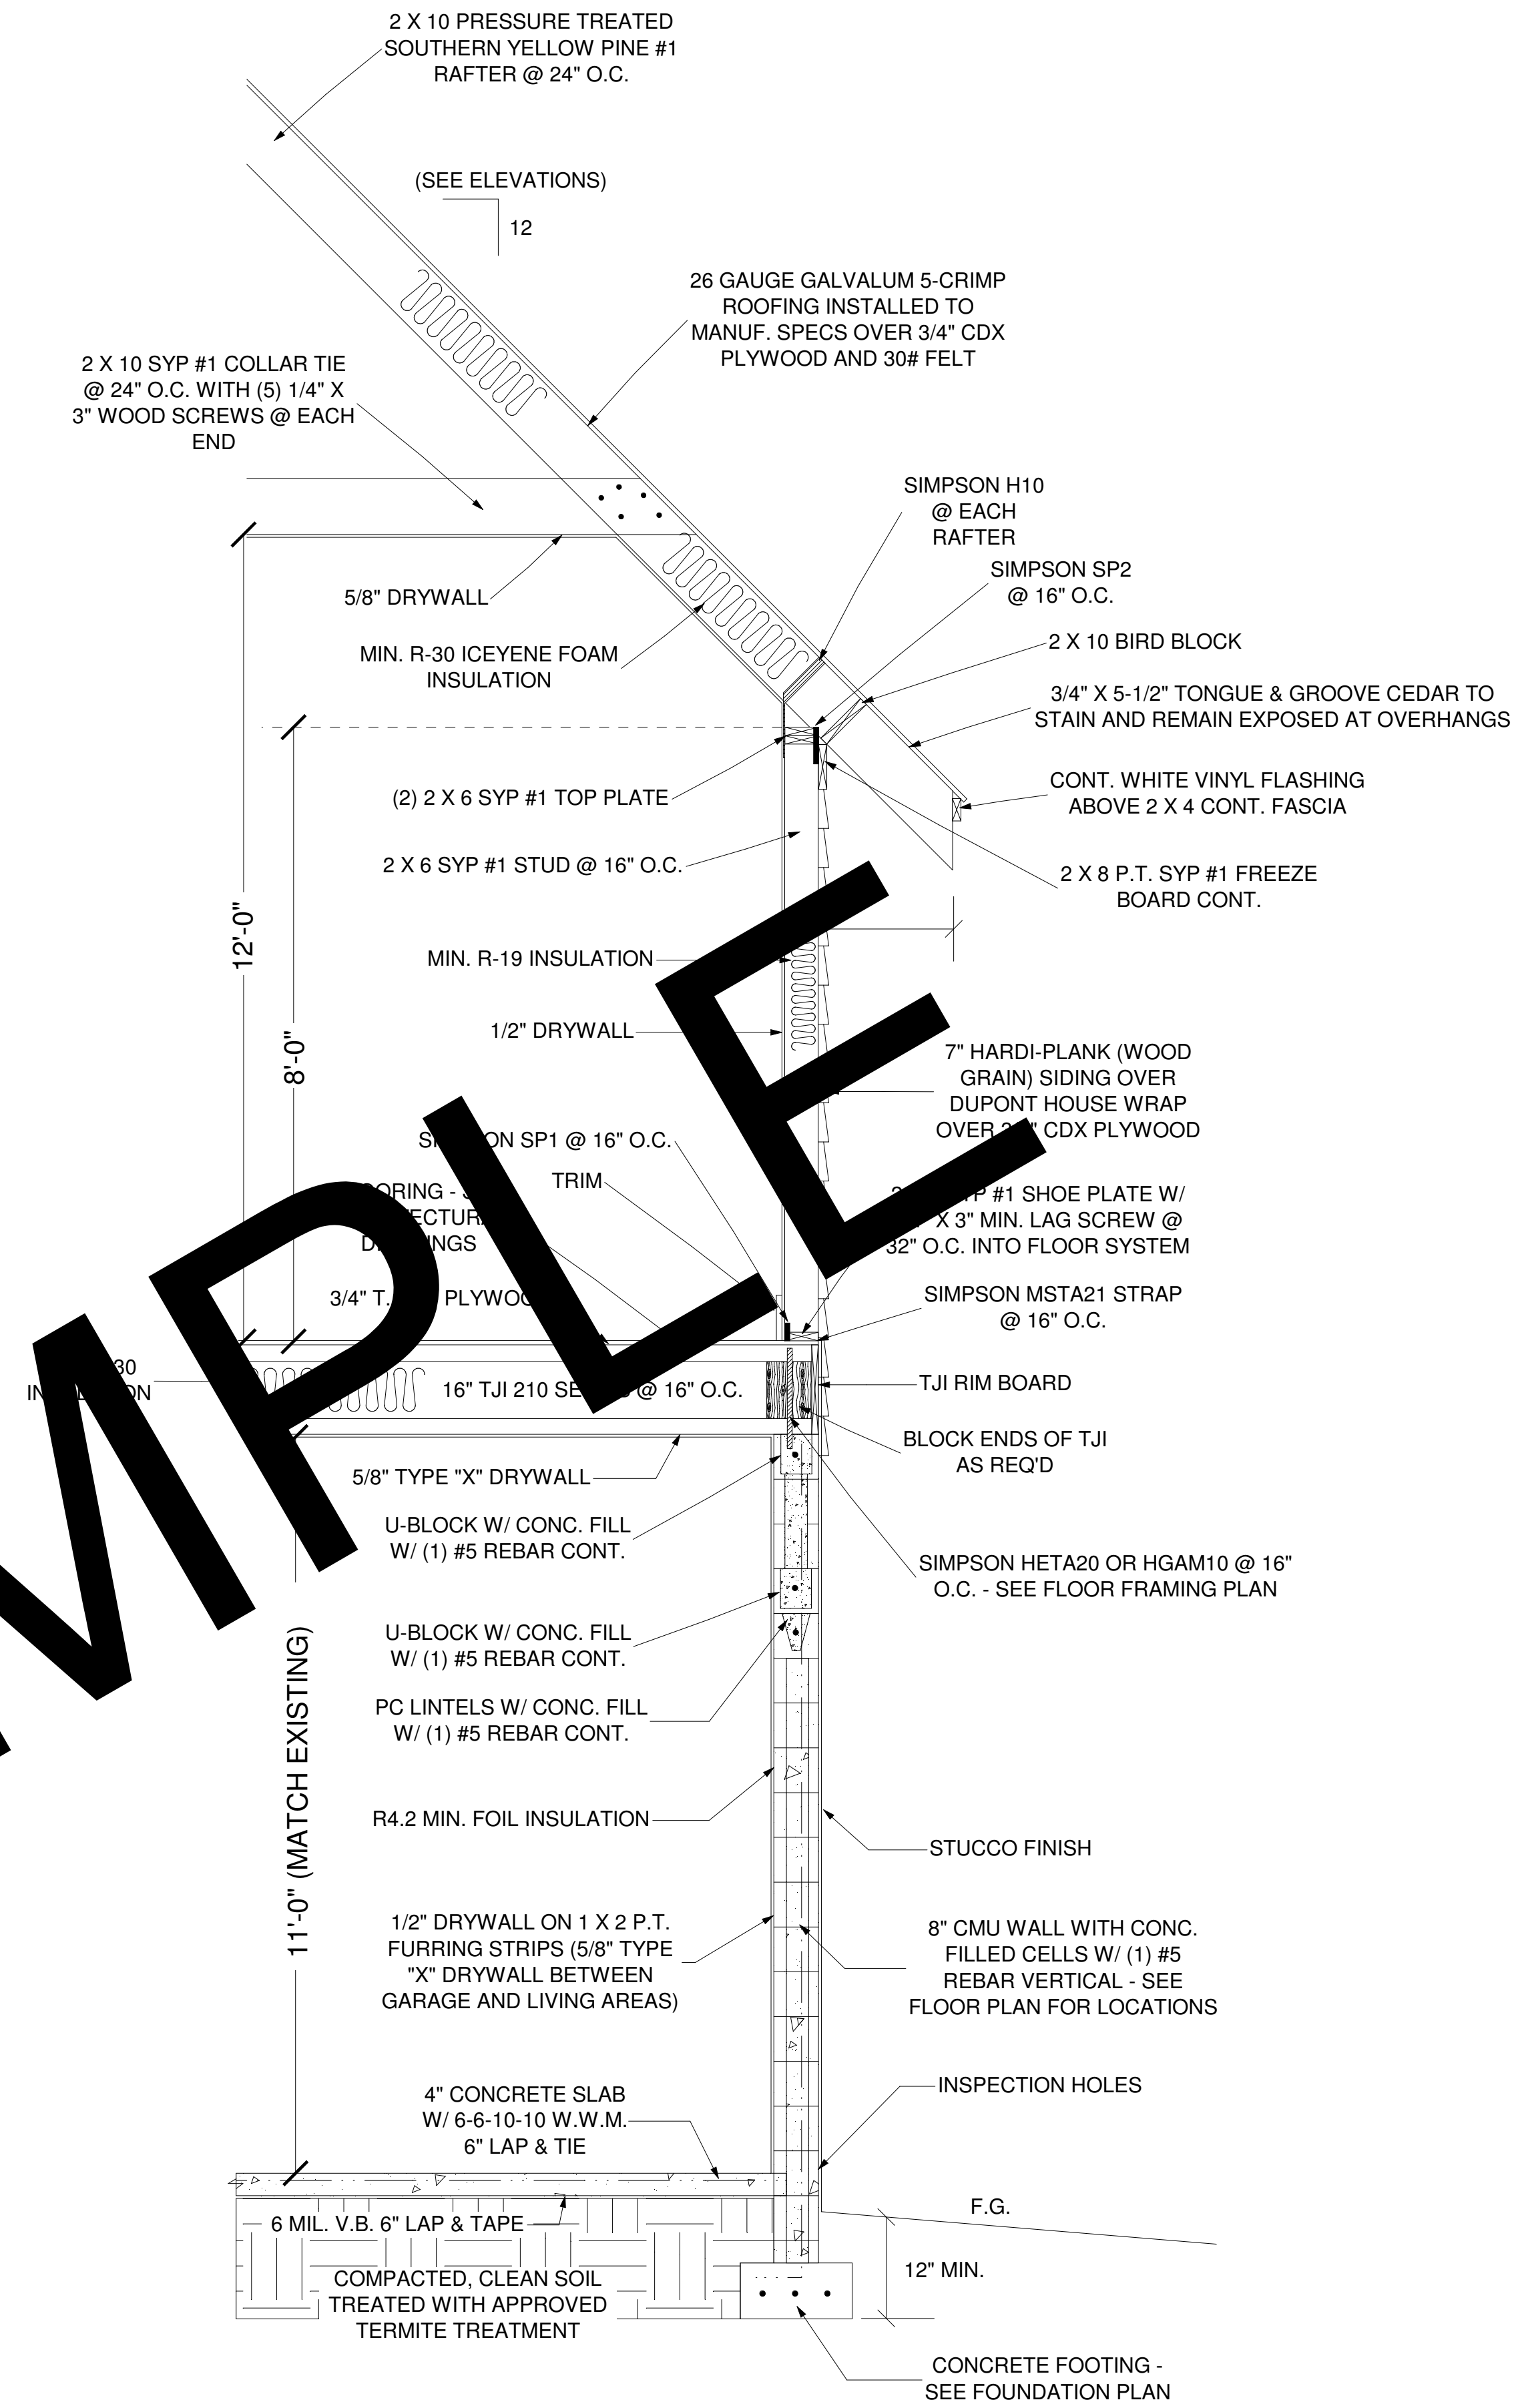 2 X 10 PRESSURE TREATED
SOUTHERN YELLOW PINE #1
RAFTER @ 24" O.C.
(SEE ELEVATIONS)
12
26 GAUGE GALVALUM 5-CRIMP
ROOFING INSTALLED TO
MANUF. SPECS OVER 3/4" CDX
PLYWOOD AND 30# FELT
2 X 10 SYP #1 COLLAR TIE
@ 24" O.C. WITH (5) 1/4" X
3" WOOD SCREWS @ EACH
END
SIMPSON H10
@ EACH
RAFTER
SIMPSON SP2
@ 16" O.C.
5/8" DRYWALL
2 X 10 BIRD BLOCK
MIN. R-30 ICEYENE FOAM
INSULATION
3/4" X 5-1/2" TONGUE & GROOVE CEDAR TO
STAIN AND REMAIN EXPOSED AT OVERHANGS
CONT. WHITE VINYL FLASHING
ABOVE 2 X 4 CONT. FASCIA
(2) 2 X 6 SYP #1 TOP PLATE
2 X 6 SYP #1 STUD @ 16" O.C.
2 X 8 P.T. SYP #1 FREEZE
BOARD CONT.
12'-0"
8'-0"
MIN. R-19 INSULATION
1/2" DRYWALL
7" HARDI-PLANK (WOOD
GRAIN) SIDING OVER
DUPONT HOUSE WRAP
OVER CDX PLYWOOD
SP1 @ 16" O.C.
TRIM
#1 SHOE PLATE W/
X 3" MIN. LAG SCREW @
32" O.C. INTO FLOOR SYSTEM
3/4" PLYWOOD
SIMPSON MSTA21 STRAP
@ 16" O.C.
30
16" TJI 210 @ 16" O.C.
TJI RIM BOARD
BLOCK ENDS OF TJI
AS REQ'D
5/8" TYPE "X" DRYWALL
U-BLOCK W/ CONC. FILL
W/ (1) #5 REBAR CONT.
SIMPSON HETA20 OR HGAM10 @ 16"
O.C. - SEE FLOOR FRAMING PLAN
U-BLOCK W/ CONC. FILL
W/ (1) #5 REBAR CONT.
PC LINTELS W/ CONC. FILL
W/ (1) #5 REBAR CONT.
11'-0" (MATCH EXISTING)
R4.2 MIN. FOIL INSULATION
STUCCO FINISH
1/2" DRYWALL ON 1 X 2 P.T.
FURRING STRIPS (5/8" TYPE
"X" DRYWALL BETWEEN
GARAGE AND LIVING AREAS)
8" CMU WALL WITH CONC.
FILLED CELLS W/ (1) #5
REBAR VERTICAL - SEE
FLOOR PLAN FOR LOCATIONS
INSPECTION HOLES
4" CONCRETE SLAB
W/ 6-6-10-10 W.W.M.
6" LAP & TIE
F.G.
6 MIL. V.B. 6" LAP & TAPE
12" MIN.
COMPACTED, CLEAN SOIL
TREATED WITH APPROVED
TERMITE TREATMENT
CONCRETE FOOTING -
SEE FOUNDATION PLAN
MPLE